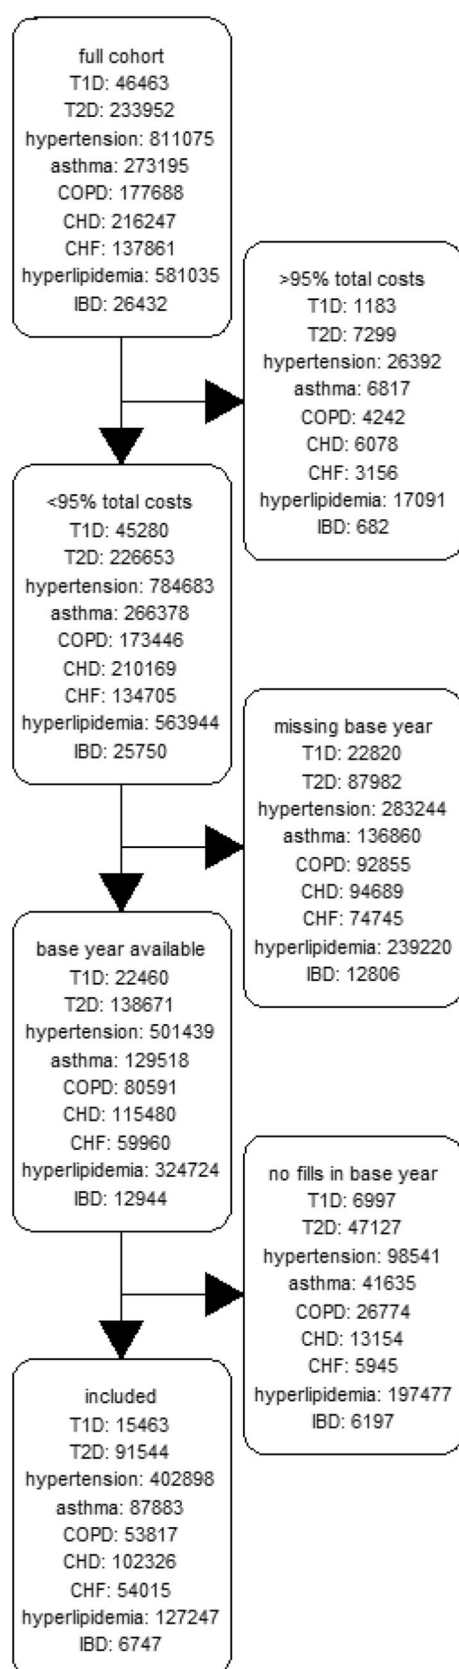 full cohort
T1D: 46463
T2D: 233952
hypertension: 811075
asthma: 273195
COPD: 177688
CHD: 216247
CHF: 137861
hyperlipidemia: 581035
IBD: 26432
>95% total costs
T1D: 1183
T2D: 7299
hypertension: 26392
asthma: 6817
COPD: 4242
CHD: 6078
CHF: 3156
hyperlipidemia: 17091
IBD: 682
<95% total costs
T1D: 45280
T2D: 226653
hypertension: 784683
asthma: 266378
COPD: 173446
CHD: 210169
CHF: 134705
hyperlipidemia: 563944
IBD: 25750
missing base year
T1D: 22820
T2D: 87982
hypertension: 283244
asthma: 136860
COPD: 92855
CHD: 94689
CHF: 74745
hyperlipidemia: 239220
IBD: 12806
base year available
T1D: 22460
T2D: 138671
hypertension: 501439
asthma: 129518
COPD: 80591
CHD: 115480
CHF: 59960
hyperlipidemia: 324724
IBD: 12944
no fills in base year
T1D: 6997
T2D: 47127
hypertension: 98541
asthma: 41635
COPD: 26774
CHD: 13154
CHF: 5945
hyperlipidemia: 197477
IBD: 6197
included
T1D: 15463
T2D: 91544
hypertension: 402898
asthma: 87883
COPD: 53817
CHD: 102326
CHF: 54015
hyperlipidemia: 127247
IBD: 6747